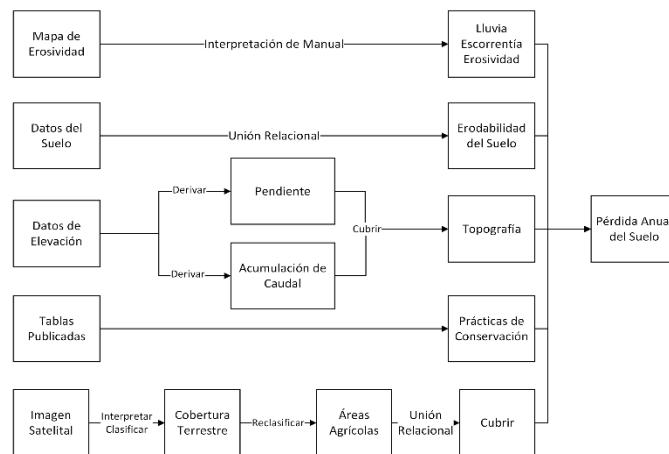 Mapa de
Erosividad
Interpretación de Manual
Lluvia
Escorrentía
Erosividad
Datos del
Suelo
Unión Relacional
Erodabilidad
del Suelo
Datos de
Elevación
Derivar
Pendiente
Derivar
Acumulación de
Caudal
Cubrir
Topografía
Pérdida Anual
del Suelo
Tablas
Publicadas
Prácticas de
Conservación
Imagen
Satelital
Interpretar
Clasificar
Cobertura
Terrestre
Reclasificar
Áreas
Agrícolas
Unión
Relacional
Cubrir